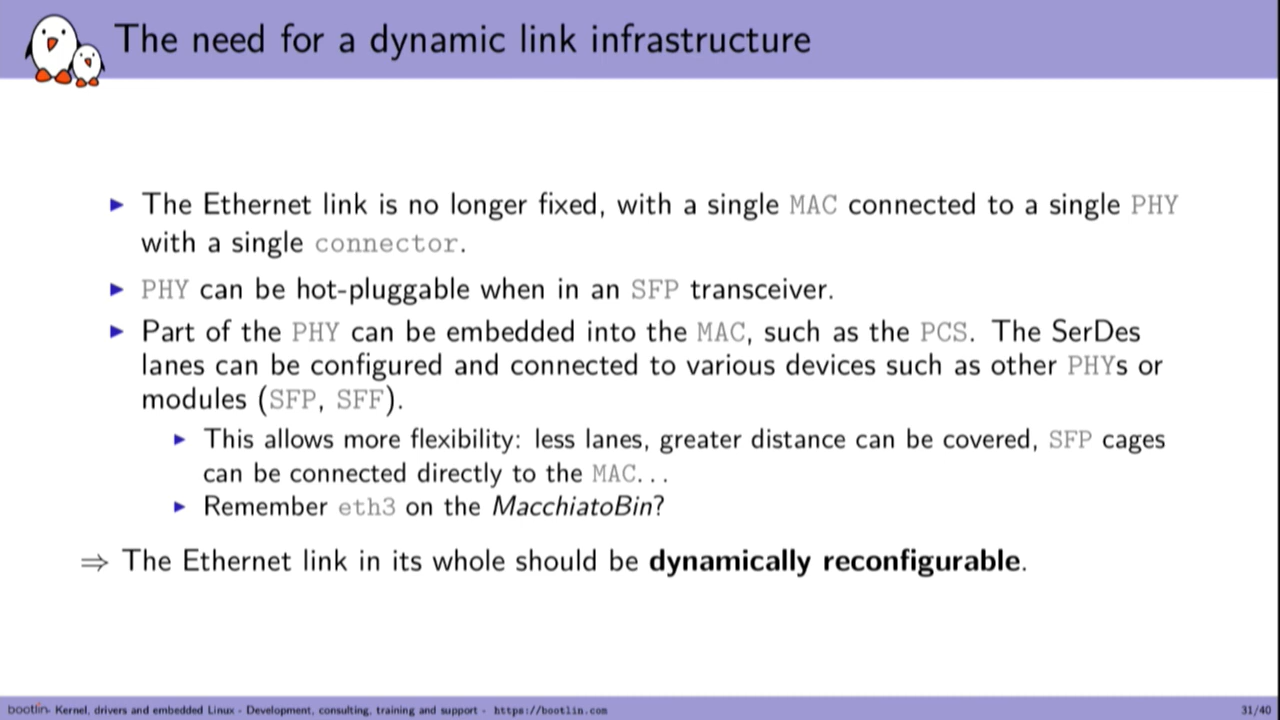 The need for a dynamic link infrastructure
▶ The Ethernet link is no longer fixed, with a single MAC connected to a single PHY
with a single connector.
▶ PHY can be hot-pluggable when in an SFP transceiver.
▶ Part of the PHY can be embedded into the MAC, such as the PCS. The SerDes
lanes can be configured and connected to various devices such as other PHYs or
modules (SFP, SFF).
▶ This allows more flexibility: less lanes, greater distance can be covered, SFP cages
can be connected directly to the MAC...
▶ Remember eth3 on the MacchiatoBin?
⇒ The Ethernet link in its whole should be dynamically reconfigurable.
bootlin - Kernel, drivers and embedded Linux - Development, consulting, training and support - https://bootlin.com 31/40